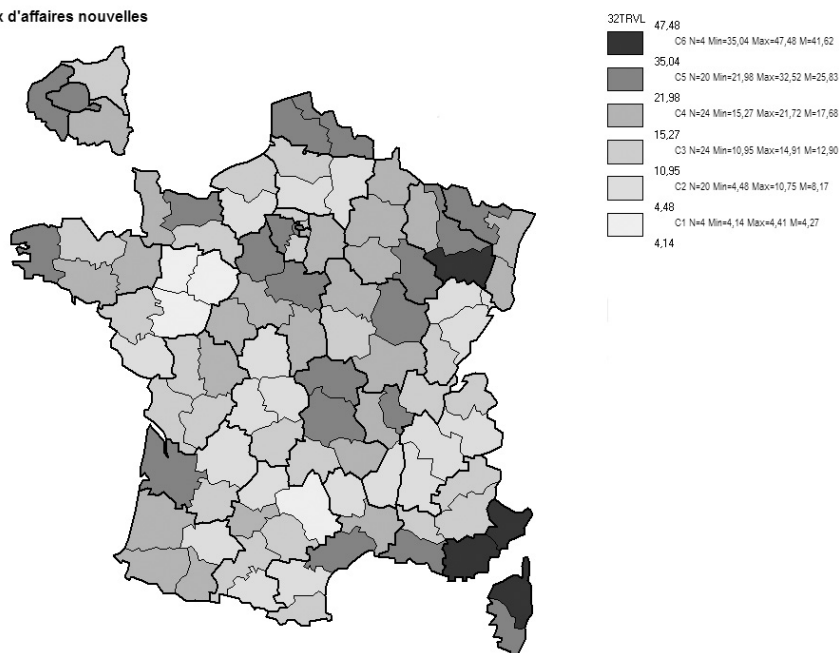 x d'affaires nouvelles
32TRVL 47,48
C6 N=4 Min=35,04 Max=47,48 M=41,62
35,04
C5 N=20 Min=21,98 Max=32,52 M=25,83
21,98
C4 N=24 Min=15,27 Max=21,72 M=17,68
15,27
C3 N=24 Min=10,95 Max=14,91 M=12,90
10,95
C2 N=20 Min=4,48 Max=10,75 M=8,17
4,48
C1 N=4 Min=4,14 Max=4,41 M=4,27
4,14